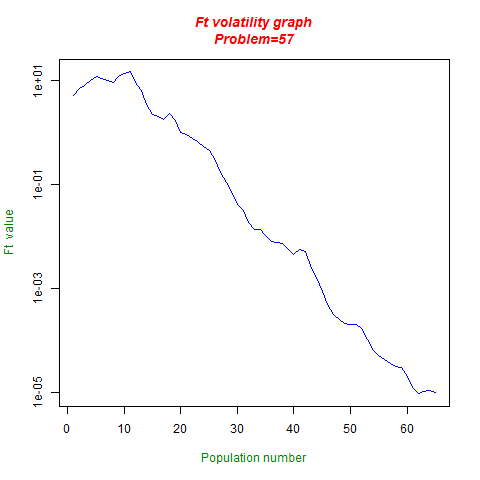 Ft volatility graph
Problem=57
1e+01
1e-01
1e-03
1e-05
Ft value
0 10 20 30 40 50 60
Population number